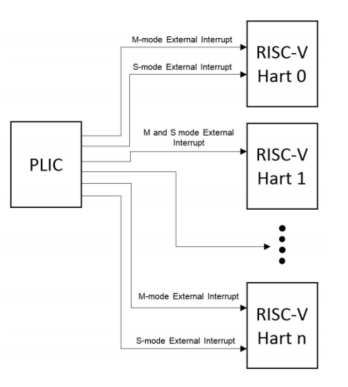 M-mode External Interrupt
RISC-V
Hart 0
S-mode External Interrupt
M and S mode External
Interrupt
RISC-V
Hart 1
PLIC
M-mode External Interrupt
RISC-V
Hart n
S-mode External Interrupt